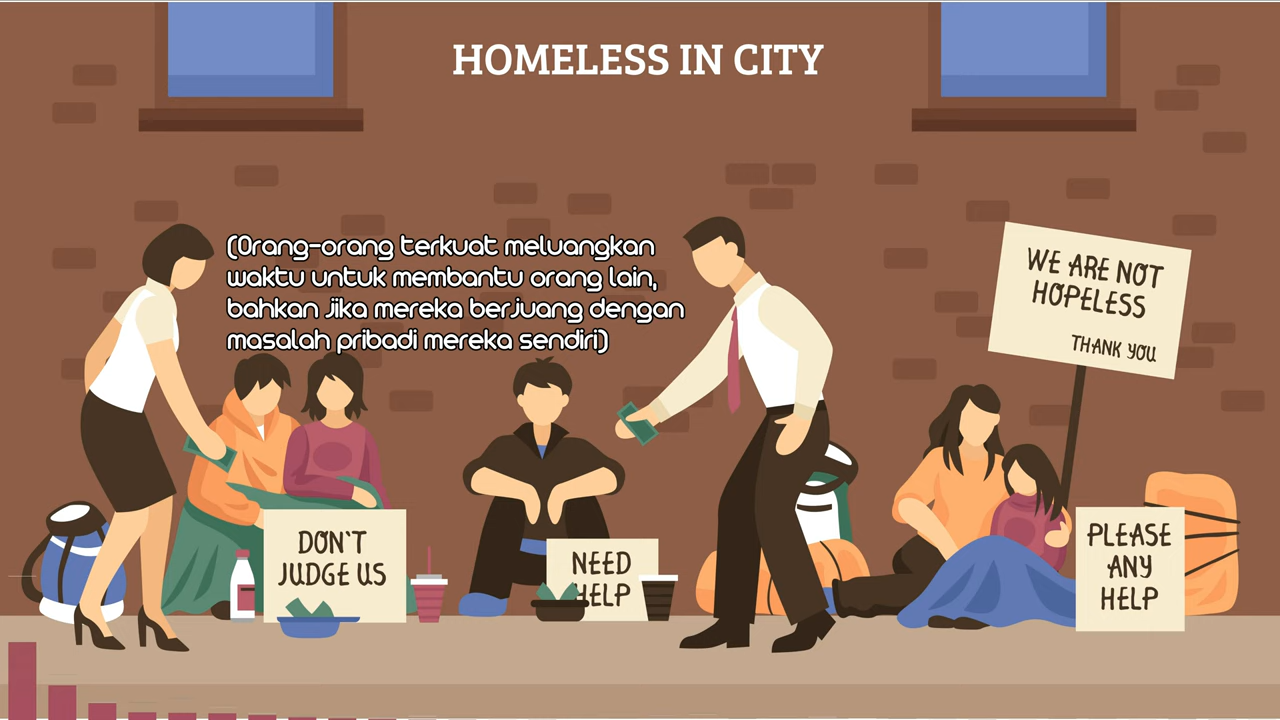 HOMELESS IN CITY
(Orang-orang terkuat meluangkan
waktu untuk membantu orang lain,
bahkan jika mereka berjuang dengan
masalah pribadi mereka sendiri)
WE ARE NOT
HOPELESS
THANK YOU
DON'T
JUDGE US
NEED
HELP
PLEASE
ANY
HELP